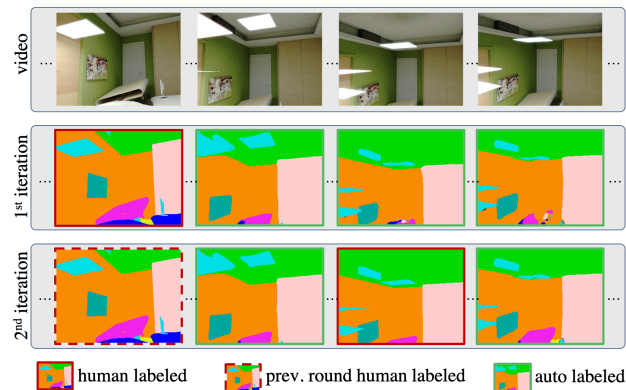 video
... ... ... ... ...
1st iteration
... ... ... ... ...
2nd iteration
... ... ... ... ...
human labeled
prev. round human labeled
auto labeled